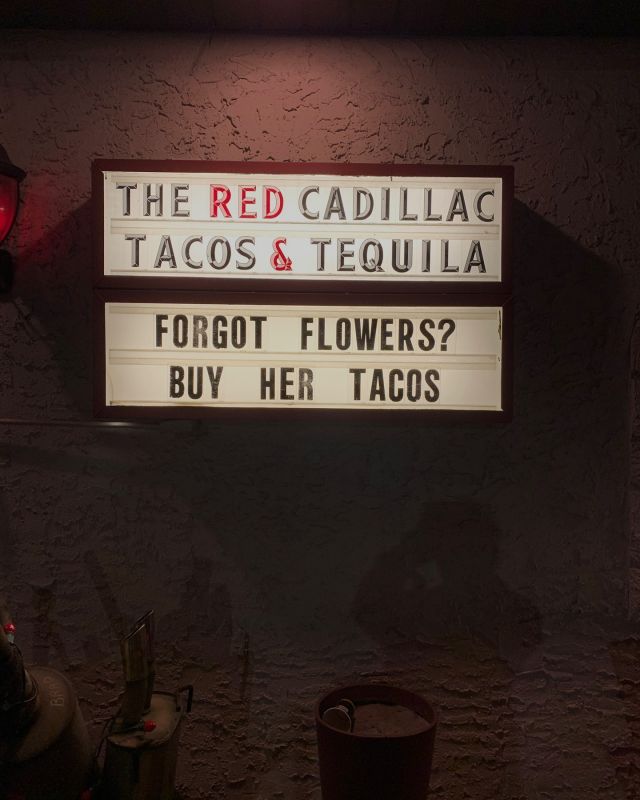 THE RED CADILLAC
TACOS & TEQUILA
FORGOT FLOWERS?
BUY HER TACOS